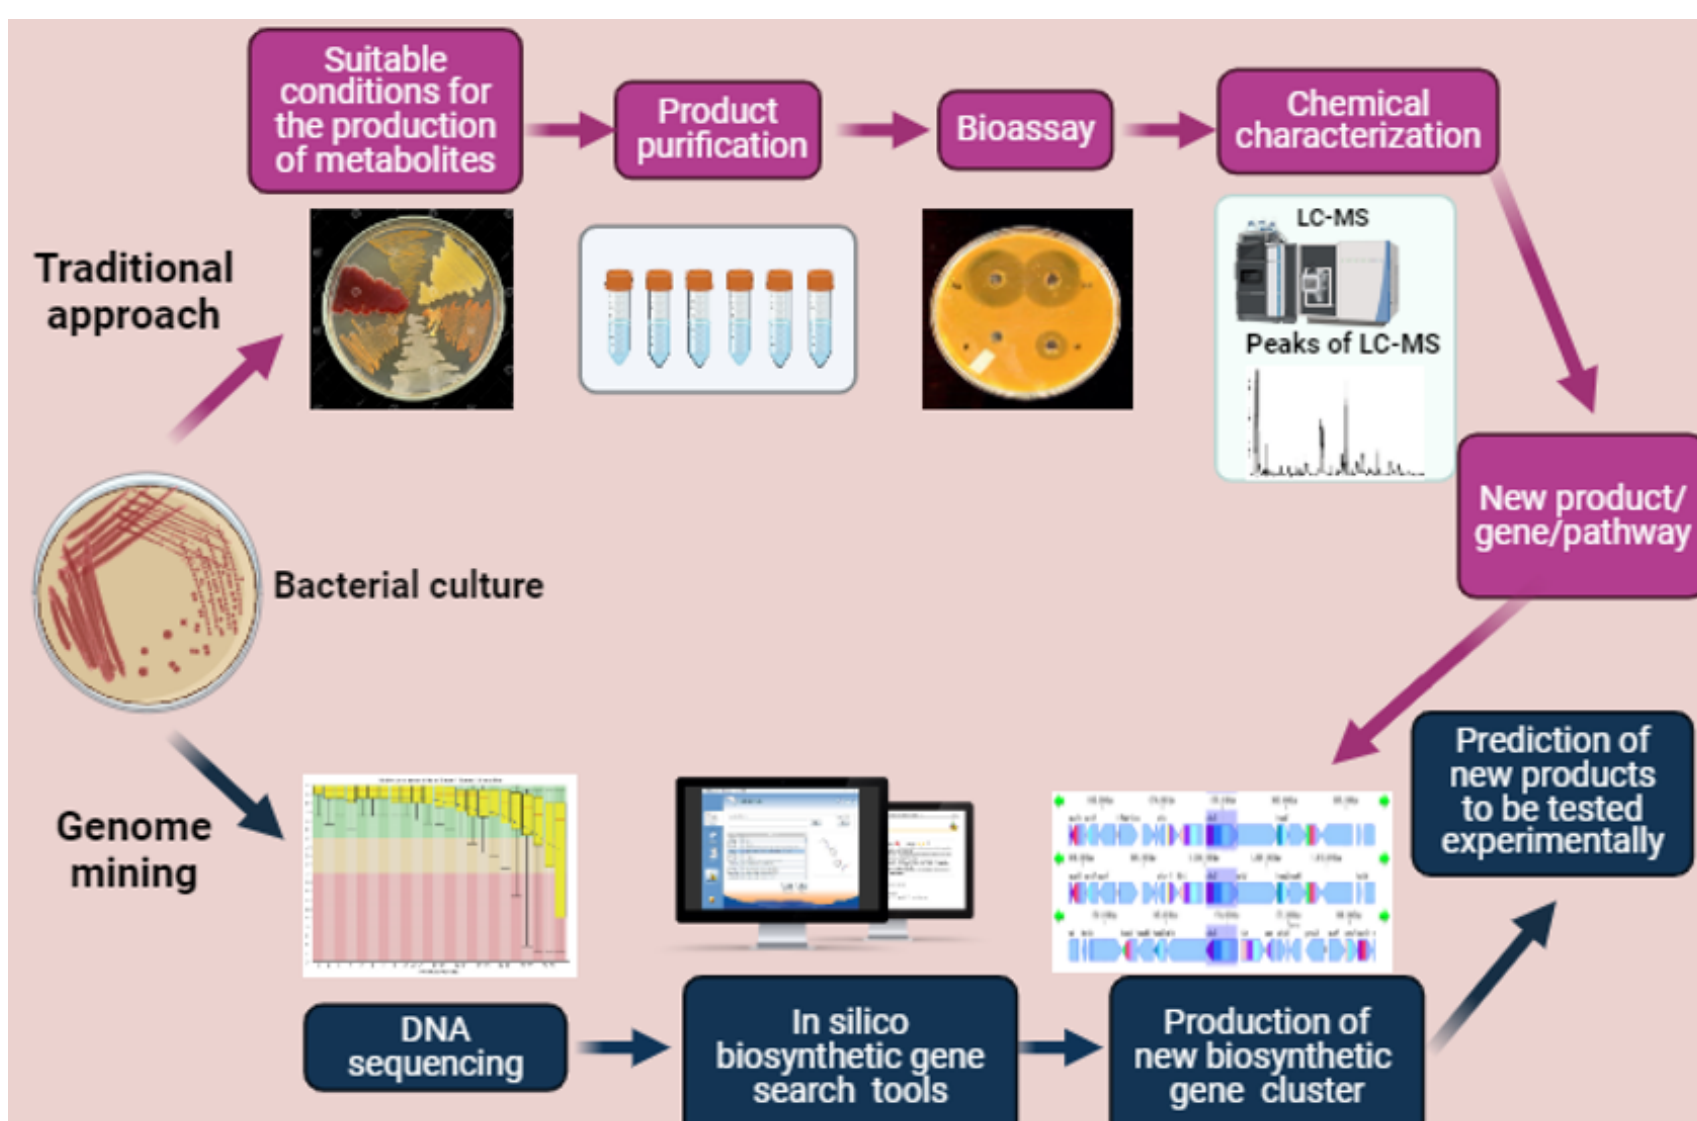 Suitable
conditions for
the production
of metabolites
Product
purification
Bioassay
Chemical
characterization
LC-MS
Peaks of LC-MS
Traditional
approach
New product/
gene/pathway
Bacterial culture
Genome
mining
DNA
sequencing
In silico
biosynthetic gene
search tools
Production of
new biosynthetic
gene cluster
Prediction of
new products
to be tested
experimentally